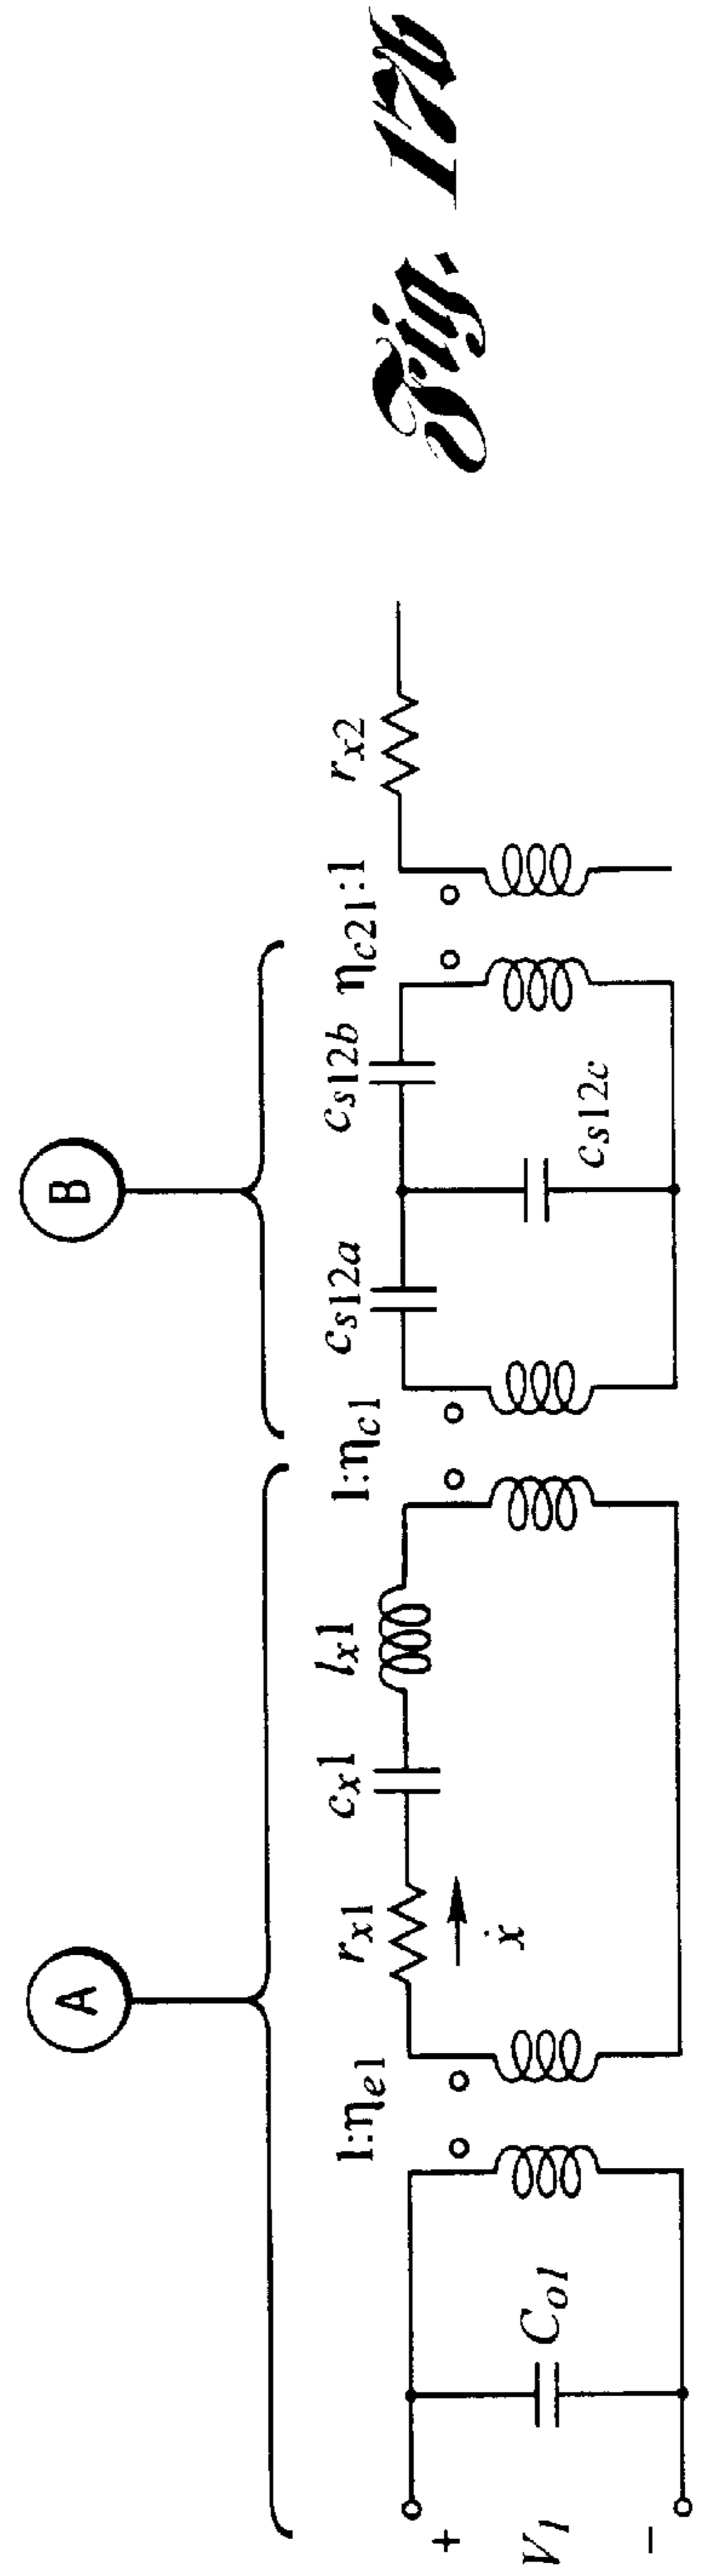 A
B
1:ηe1
rx1
cx1
lx1
1:ηc1
cs12a
cs12b
ηc21:1
rx2
+
V1
−
Co1
ẋ
cs12c
Fig. 17b